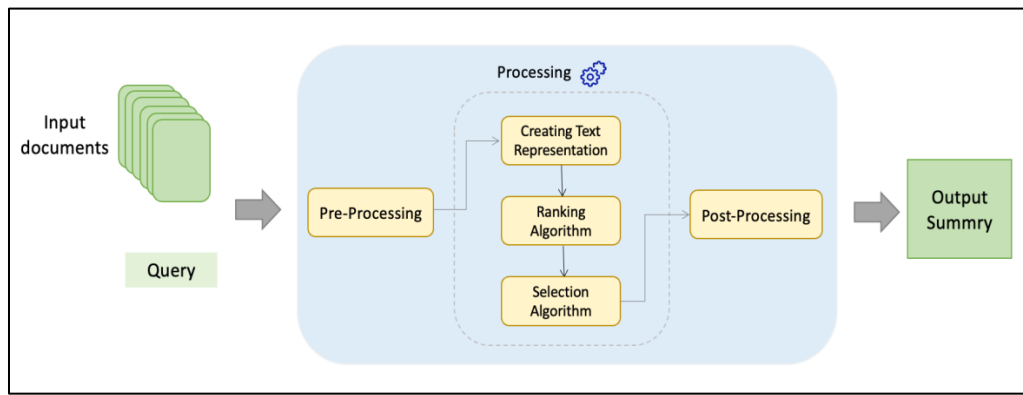 Processing
Input
documents
Creating Text
Representation
Pre-Processing
Ranking
Algorithm
Post-Processing
Output
Summry
Query
Selection
Algorithm